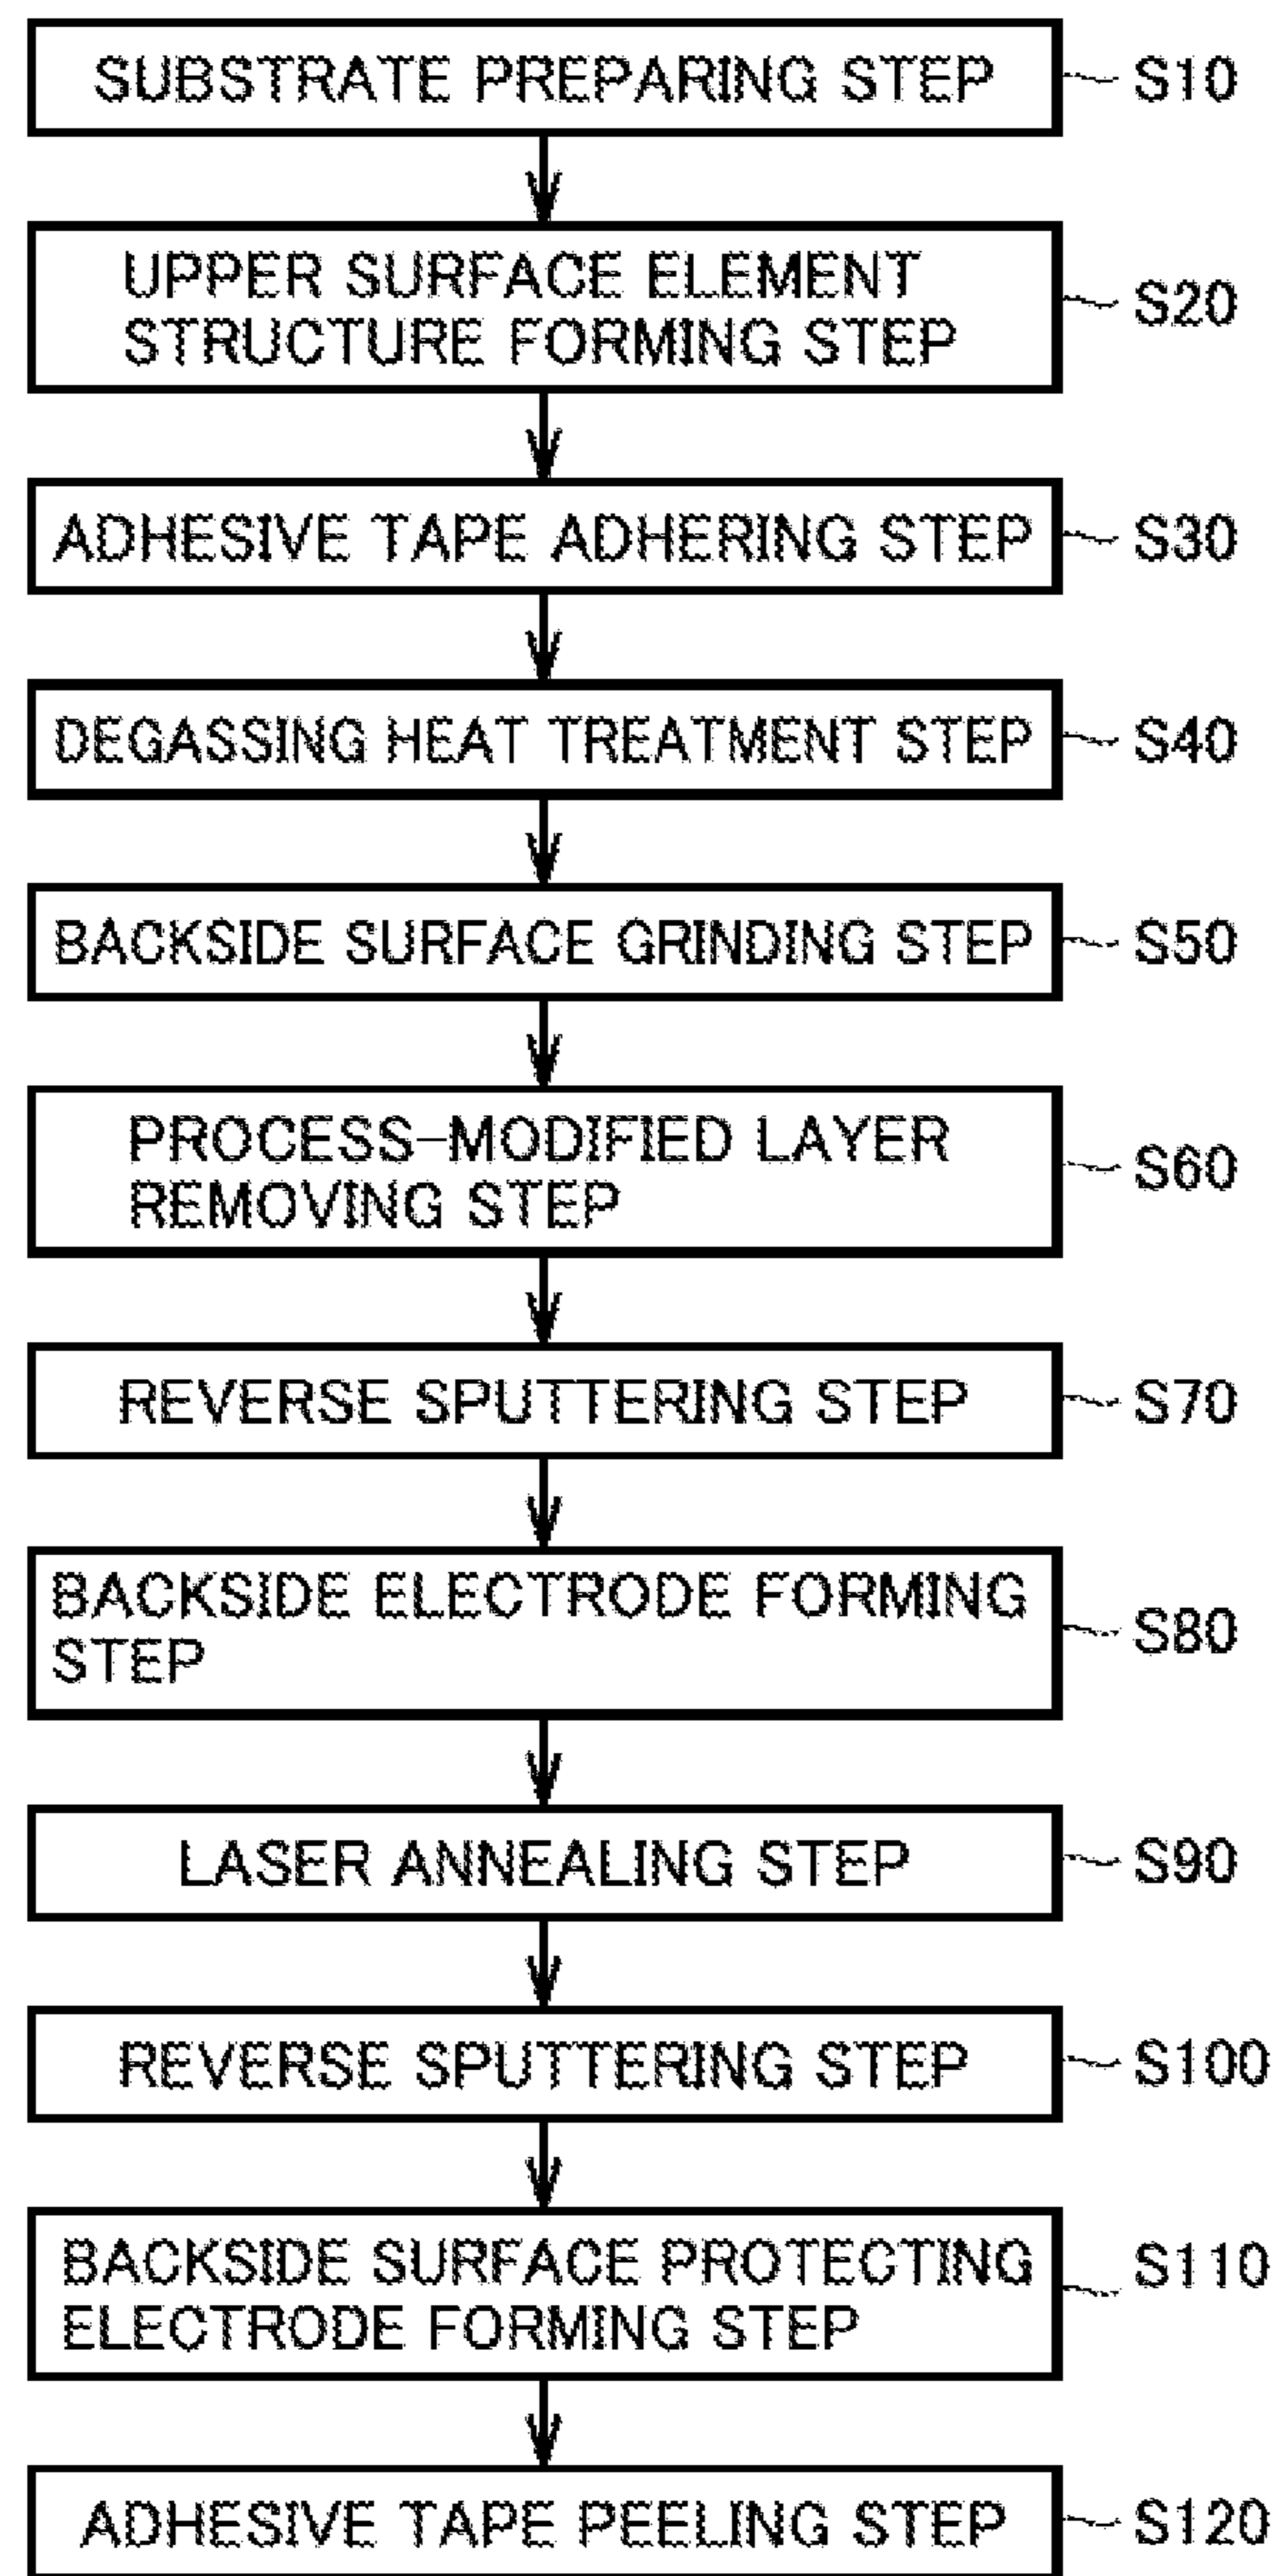 SUBSTRATE PREPARING STEP
S10
UPPER SURFACE ELEMENT
STRUCTURE FORMING STEP
S20
ADHESIVE TAPE ADHERING STEP
S30
DEGASSING HEAT TREATMENT STEP
S40
BACKSIDE SURFACE GRINDING STEP
S50
PROCESS-MODIFIED LAYER
REMOVING STEP
S60
REVERSE SPUTTERING STEP
S70
BACKSIDE ELECTRODE FORMING
STEP
S80
LASER ANNEALING STEP
S90
REVERSE SPUTTERING STEP
S100
BACKSIDE SURFACE PROTECTING
ELECTRODE FORMING STEP
S110
ADHESIVE TAPE PEELING STEP
S120